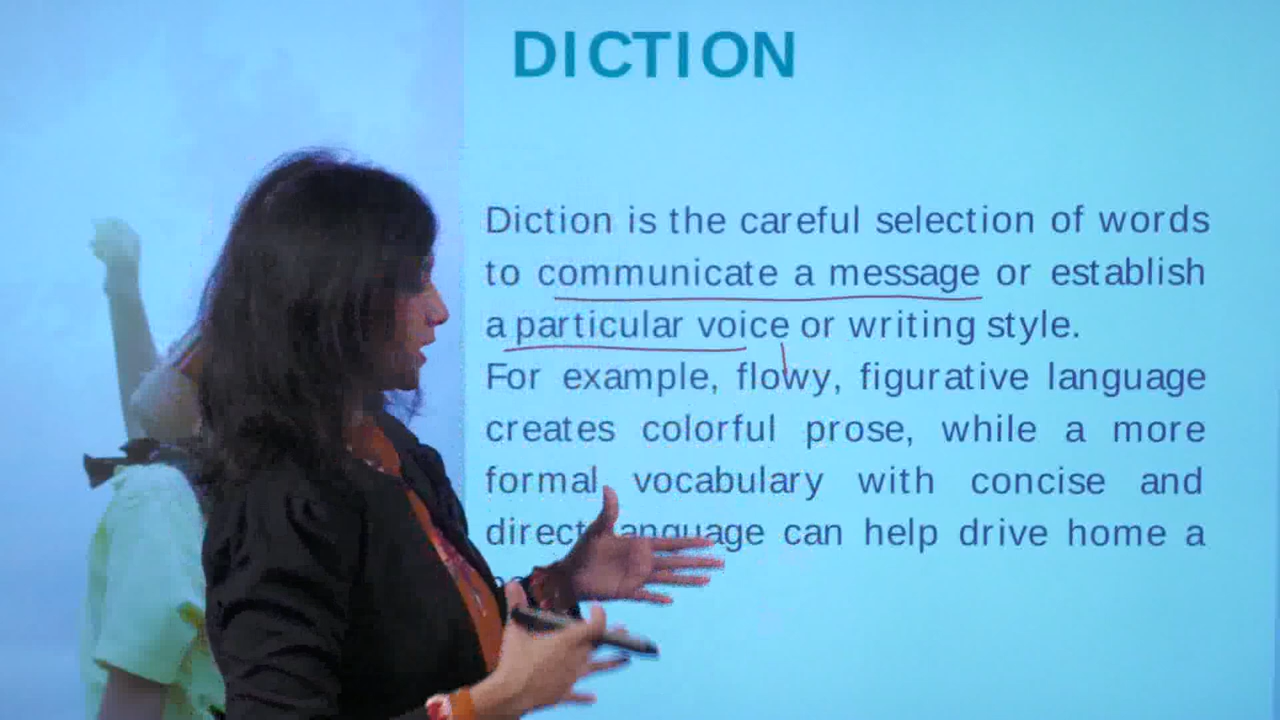 DICTION
Diction is the careful selection of words
to communicate a message or establish
a particular voice or writing style.
For example, flowy, figurative language
creates colorful prose, while a more
formal vocabulary with concise and
direct language can help drive home a